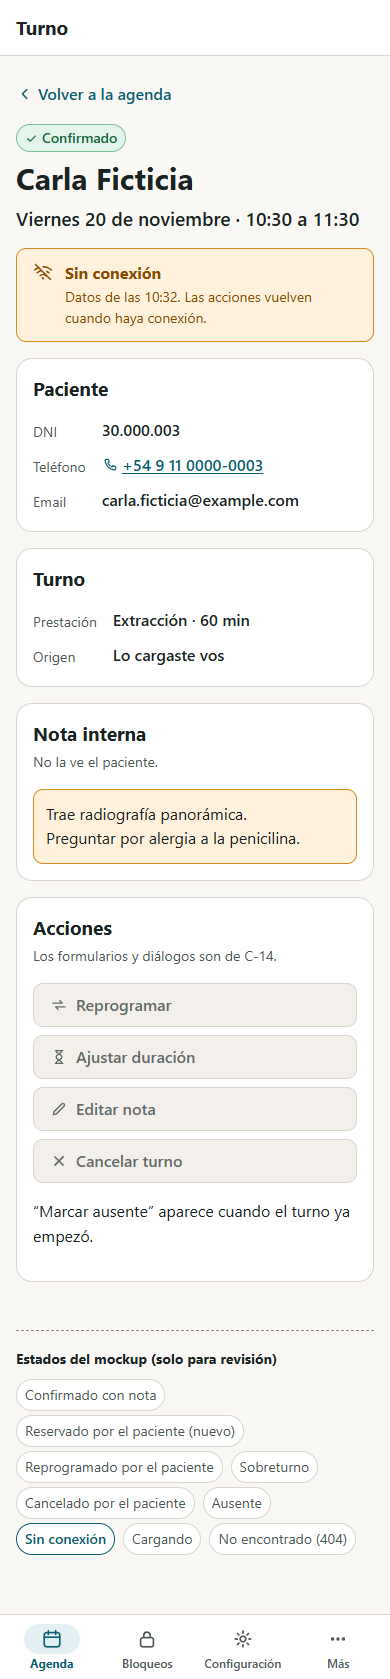 Turno
Volver a la agenda
Confirmado
Carla Ficticia
Viernes 20 de noviembre · 10:30 a 11:30
Sin conexión
Datos de las 10:32. Las acciones vuelven
cuando haya conexión.
Paciente
DNI 30.000.003
Teléfono +54 9 11 0000-0003
Email carla.ficticia@example.com
Turno
Prestación Extracción · 60 min
Origen Lo cargaste vos
Nota interna
No la ve el paciente.
Trae radiografía panorámica.
Preguntar por alergia a la penicilina.
Acciones
Los formularios y diálogos son de C-14.
Reprogramar
Ajustar duración
Editar nota
Cancelar turno
“Marcar ausente” aparece cuando el turno ya
empezó.
Estados del mockup (solo para revisión)
Confirmado con nota
Reservado por el paciente (nuevo)
Reprogramado por el paciente Sobreturno
Cancelado por el paciente Ausente
Sin conexión Cargando No encontrado (404)
Agenda Bloqueos Configuración Más